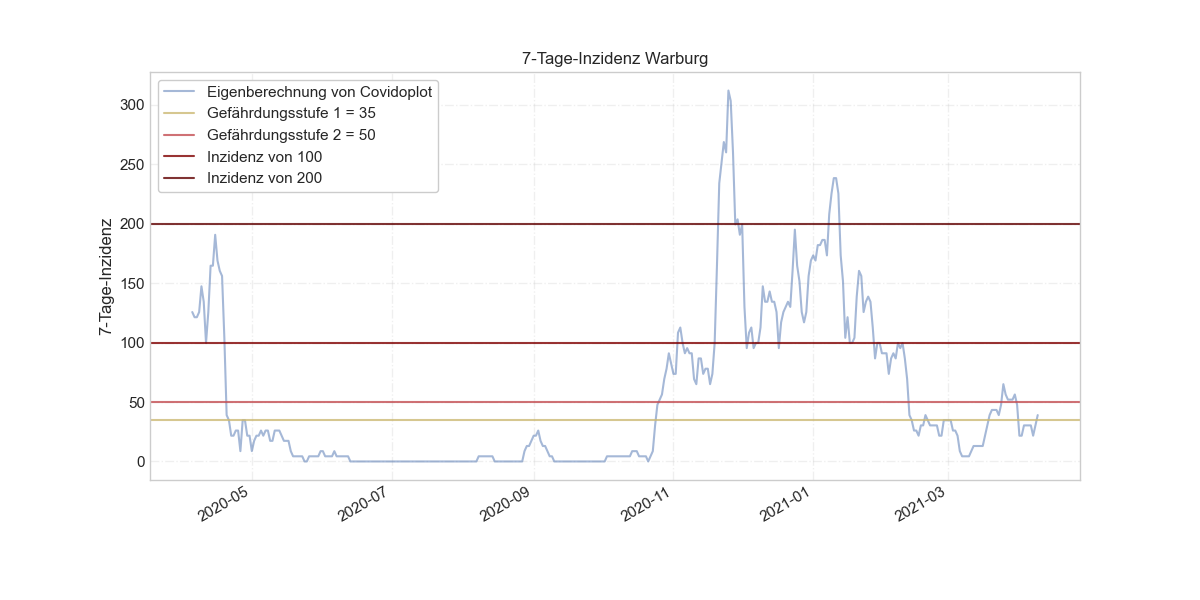 7-Tage-Inzidenz Warburg
Eigenberechnung von Covidoplot
Gefährdungsstufe 1 = 35
Gefährdungsstufe 2 = 50
Inzidenz von 100
Inzidenz von 200
7-Tage-Inzidenz
300
250
200
150
100
50
0
2020-05
2020-07
2020-09
2020-11
2021-01
2021-03